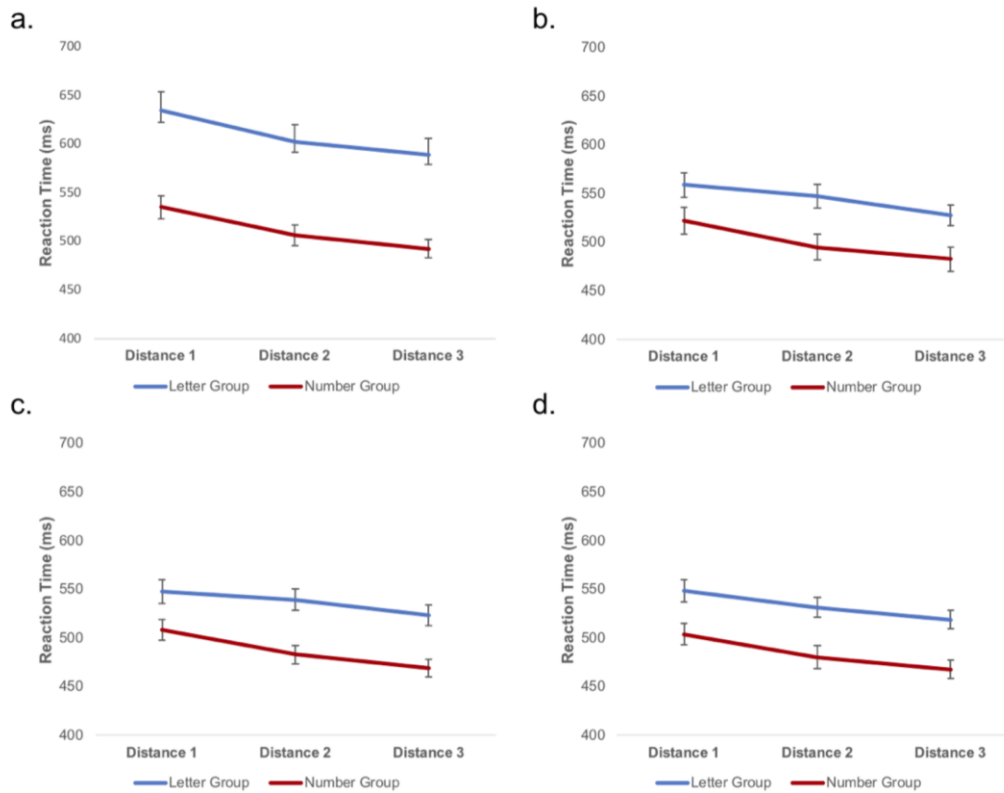 a.
700
650
600
550
500
450
400
Reaction Time (ms)
Distance 1 Distance 2 Distance 3
Letter Group Number Group
b.
700
650
600
550
500
450
400
Reaction Time (ms)
Distance 1 Distance 2 Distance 3
Letter Group Number Group
c.
700
650
600
550
500
450
400
Reaction Time (ms)
Distance 1 Distance 2 Distance 3
Letter Group Number Group
d.
700
650
600
550
500
450
400
Reaction Time (ms)
Distance 1 Distance 2 Distance 3
Letter Group Number Group